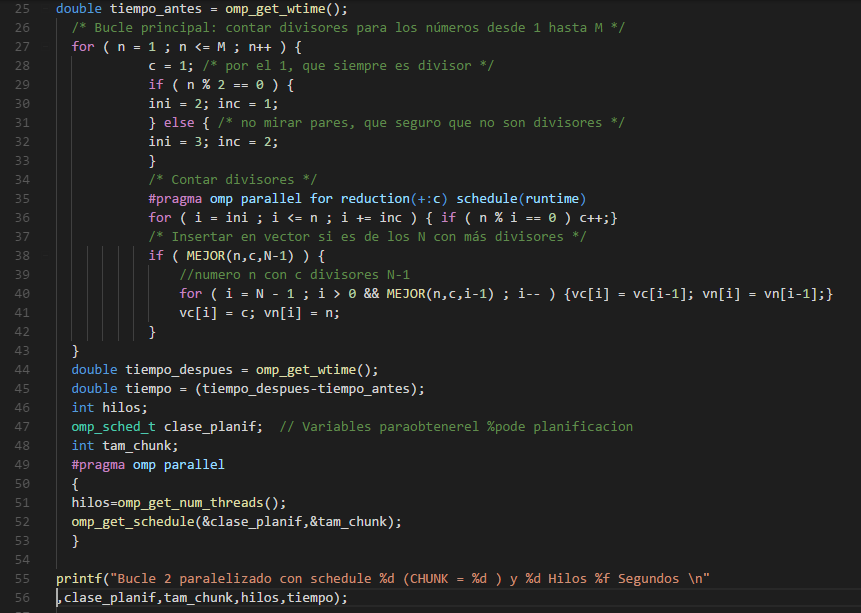 25 double tiempo_antes = omp_get_wtime();
26 /* Bucle principal: contar divisores para los números desde 1 hasta M */
27 for ( n = 1 ; n <= M ; n++ ) {
28 c = 1; /* por el 1, que siempre es divisor */
29 if ( n % 2 == 0 ) {
30 ini = 2; inc = 1;
31 } else { /* no mirar pares, que seguro que no son divisores */
32 ini = 3; inc = 2;
33 }
34 /* Contar divisores */
35 #pragma omp parallel for reduction(+:c) schedule(runtime)
36 for ( i = ini ; i <= n ; i += inc ) { if ( n % i == 0 ) c++;}
37 /* Insertar en vector si es de los N con más divisores */
38 if ( MEJOR(n,c,N-1) ) {
39 //numero n con c divisores N-1
40 for ( i = N - 1 ; i > 0 && MEJOR(n,c,i-1) ; i-- ) {vc[i] = vc[i-1]; vn[i] = vn[i-1];}
41 vc[i] = c; vn[i] = n;
42 }
43 }
44 double tiempo_despues = omp_get_wtime();
45 double tiempo = (tiempo_despues-tiempo_antes);
46 int hilos;
47 omp_sched_t clase_planif; // Variables paraobtenerel %pode planificacion
48 int tam_chunk;
49 #pragma omp parallel
50 {
51 hilos=omp_get_num_threads();
52 omp_get_schedule(&clase_planif,&tam_chunk);
53 }
54
55 printf("Bucle 2 paralelizado con schedule %d (CHUNK = %d ) y %d Hilos %f Segundos \n"
56 ,clase_planif,tam_chunk,hilos,tiempo);